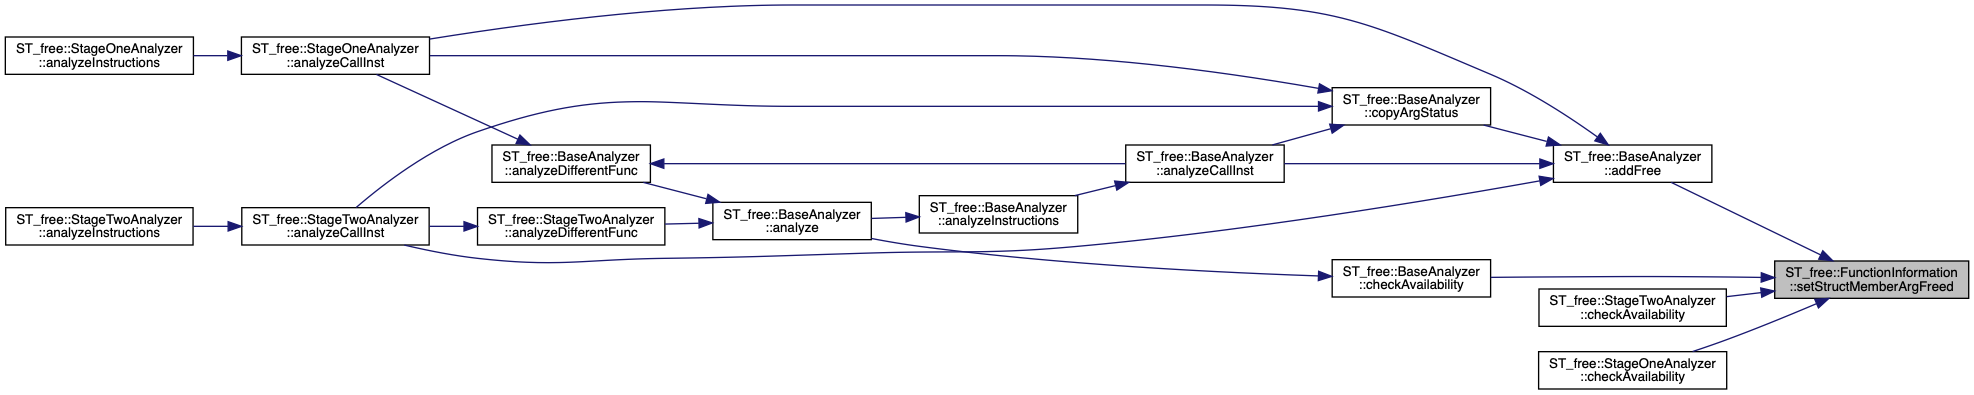 ST_free::StageOneAnalyzer
::analyzeInstructions
ST_free::StageOneAnalyzer
::analyzeCallInst
ST_free::BaseAnalyzer
::copyArgStatus
ST_free::BaseAnalyzer
::analyzeDifferentFunc
ST_free::BaseAnalyzer
::analyzeCallInst
ST_free::BaseAnalyzer
::addFree
ST_free::StageTwoAnalyzer
::analyzeInstructions
ST_free::StageTwoAnalyzer
::analyzeCallInst
ST_free::StageTwoAnalyzer
::analyzeDifferentFunc
ST_free::BaseAnalyzer
::analyze
ST_free::BaseAnalyzer
::analyzeInstructions
ST_free::BaseAnalyzer
::checkAvailability
ST_free::FunctionInformation
::setStructMemberArgFreed
ST_free::StageTwoAnalyzer
::checkAvailability
ST_free::StageOneAnalyzer
::checkAvailability